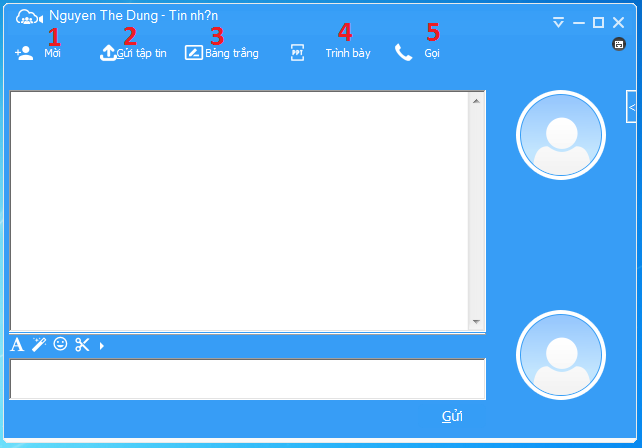 Nguyen The Dung - Tin nh?n
1 2 3 4 5
Mời Gửi tập tin Bảng trắng PPT Trình bày Gọi
<
A
Gửi